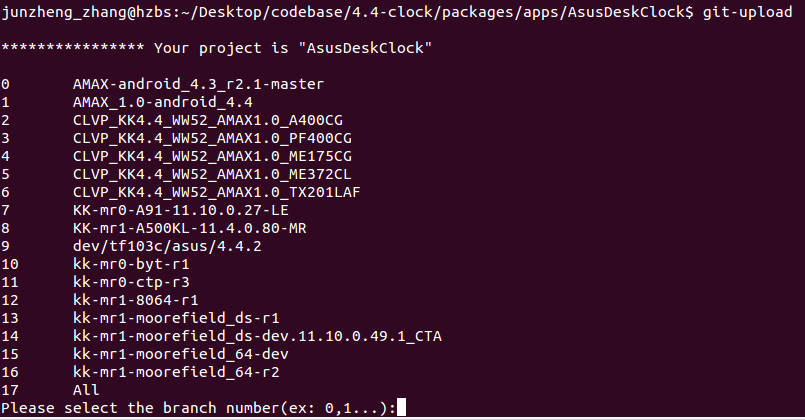 junzheng_zhang@hzbs:~/Desktop/codebase/4.4-clock/packages/apps/AsusDeskClock$ git-upload
**************** Your project is "AsusDeskClock"
0 AMAX-android_4.3_r2.1-master
1 AMAX_1.0-android_4.4
2 CLVP_KK4.4_WW52_AMAX1.0_A400CG
3 CLVP_KK4.4_WW52_AMAX1.0_PF400CG
4 CLVP_KK4.4_WW52_AMAX1.0_ME175CG
5 CLVP_KK4.4_WW52_AMAX1.0_ME372CL
6 CLVP_KK4.4_WW52_AMAX1.0_TX201LAF
7 KK-mr0-A91-11.10.0.27-LE
8 KK-mr1-A500KL-11.4.0.80-MR
9 dev/tf103c/asus/4.4.2
10 kk-mr0-byt-r1
11 kk-mr0-ctp-r3
12 kk-mr1-8064-r1
13 kk-mr1-moorefield_ds-r1
14 kk-mr1-moorefield_ds-dev.11.10.0.49.1_CTA
15 kk-mr1-moorefield_64-dev
16 kk-mr1-moorefield_64-r2
17 All
Please select the branch number(ex: 0,1...):